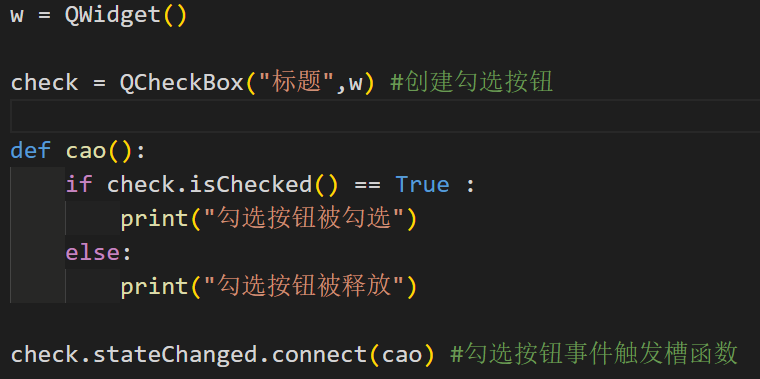 w = QWidget()
check = QCheckBox("标题",w) #创建勾选按钮
def cao():
    if check.isChecked() == True :
        print("勾选按钮被勾选")
    else:
        print("勾选按钮被释放")
check.stateChanged.connect(cao) #勾选按钮事件触发槽函数